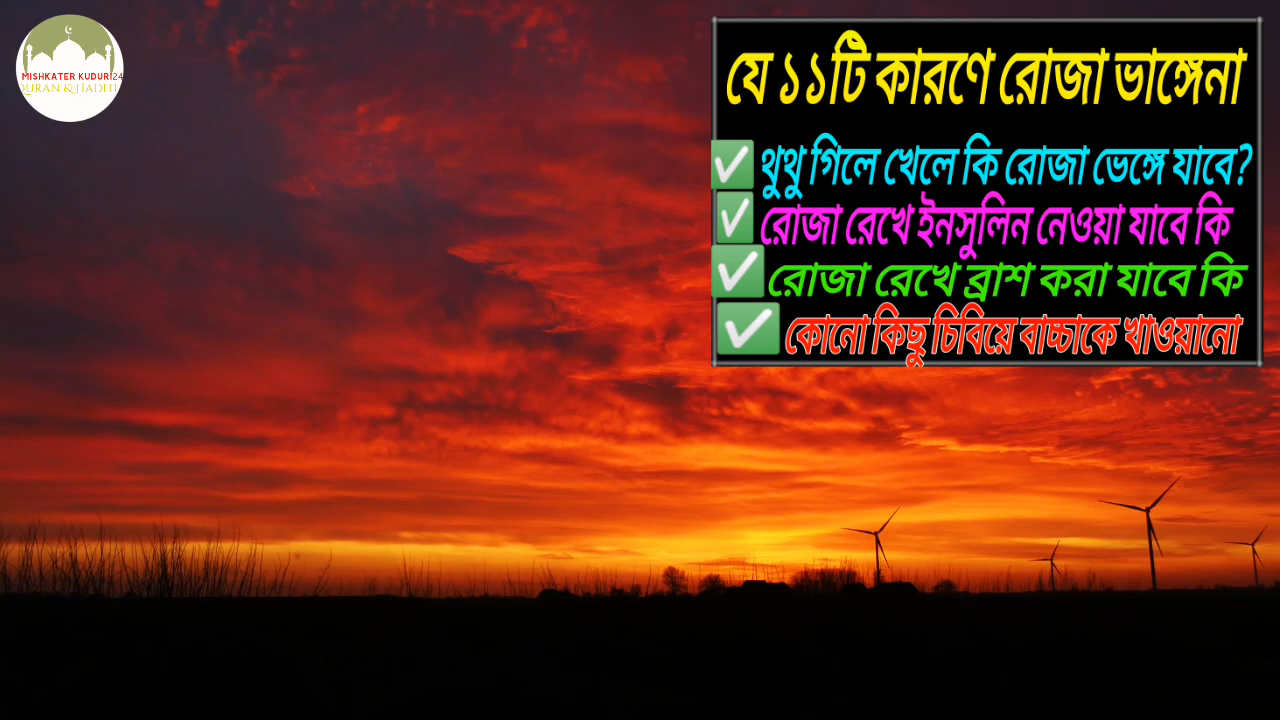 MISHKATER KUDURI24
QURAN & HADITH
যে ১১টি কারণে রোজা ভাঙ্গেনা
✅ থুথু গিলে খেলে কি রোজা ভেঙ্গে যাবে?
✅ রোজা রেখে ইনসুলিন নেওয়া যাবে কি
✅ রোজা রেখে ব্রাশ করা যাবে কি
✅ কোনো কিছু চিবিয়ে বাচ্চাকে খাওয়ানো